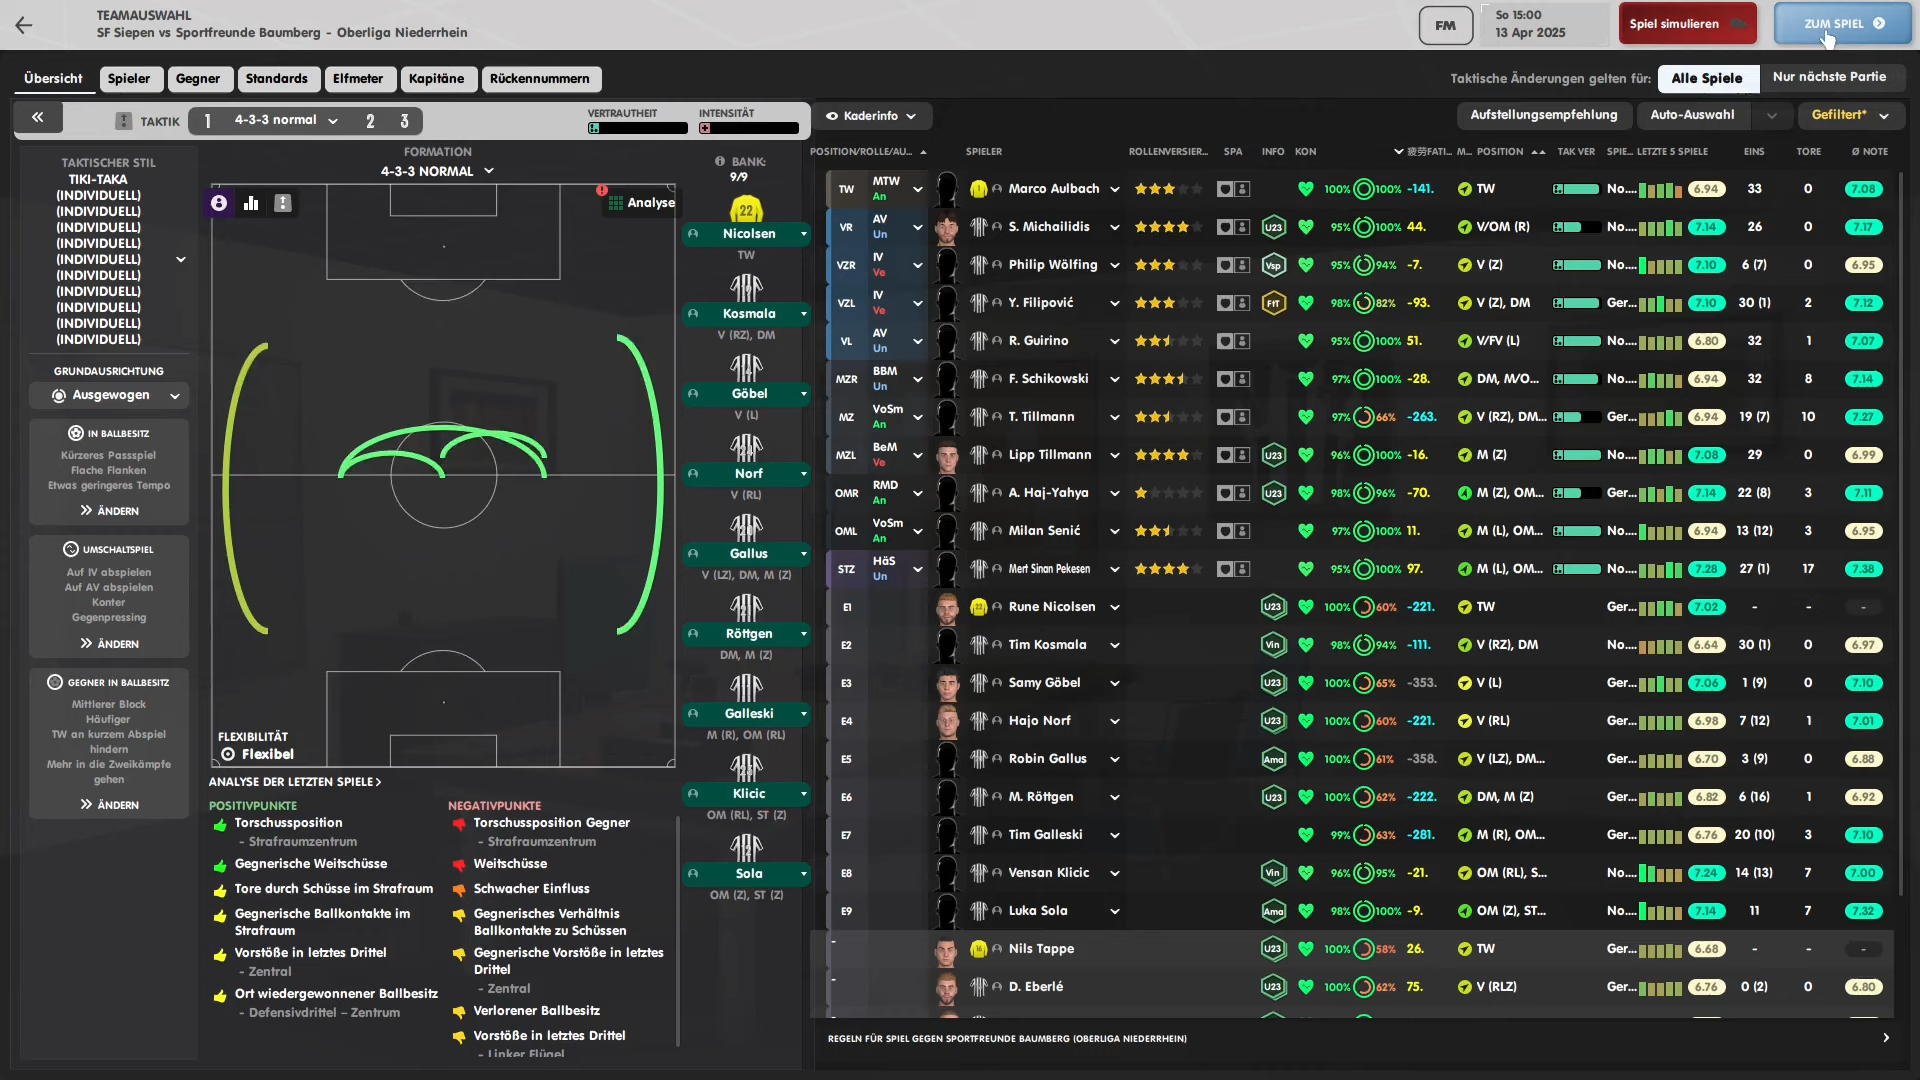 TEAMAUSWAHL
SF Siepen vs Sportfreunde Baumberg - Oberliga Niederrhein
FM
So 15:00
13 Apr 2025
Spiel simulieren
ZUM SPIEL
Übersicht
Spieler
Gegner
Standards
Elfmeter
Kapitäne
Rückennummern
Taktische Änderungen gelten für:
Alle Spiele
Nur nächste Partie
TAKTIK
1 4-3-3 normal 2 3
VERTRAUTHEIT
INTENSITÄT
Kaderinfo
Aufstellungsempfehlung
Auto-Auswahl
Gefiltert*
TAKTISCHER STIL
TIKI-TAKA
(INDIVIDUELL)
(INDIVIDUELL)
(INDIVIDUELL)
(INDIVIDUELL)
(INDIVIDUELL)
(INDIVIDUELL)
(INDIVIDUELL)
(INDIVIDUELL)
(INDIVIDUELL)
(INDIVIDUELL)
GRUNDAUSRICHTUNG
Ausgewogen
IN BALLBESITZ
Kürzeres Passspiel
Flache Flanken
Etwas geringeres Tempo
ÄNDERN
UMSCHALTSPIEL
Auf IV abspielen
Auf AV abspielen
Konter
Gegenpressing
ÄNDERN
GEGNER IN BALLBESITZ
Mittlerer Block
Häufiger
TW an kurzem Abspiel
hindern
Mehr in die Zweikämpfe
gehen
ÄNDERN
FORMATION
4-3-3 NORMAL
Analyse
FLEXIBILITÄT
Flexibel
ANALYSE DER LETZTEN SPIELE
POSITIVPUNKTE
Torschussposition
- Strafraumzentrum
Gegnerische Weitschüsse
Tore durch Schüsse im Strafraum
Gegnerische Ballkontakte im
Strafraum
Vorstöße in letztes Drittel
- Zentral
Ort wiedergewonnener Ballbesitz
- Defensivdrittel – Zentrum
NEGATIVPUNKTE
Torschussposition Gegner
- Strafraumzentrum
Weitschüsse
Schwacher Einfluss
Gegnerisches Verhältnis
Ballkontakte zu Schüssen
Gegnerische Vorstöße in letztes
Drittel
- Zentral
Verlorener Ballbesitz
Vorstöße in letztes Drittel
- Linker Flügel
BANK:
9/9
22
Nicolsen
TW
Kosmala
V (RZ), DM
Göbel
V (L)
Norf
V (RL)
Gallus
V (LZ), DM, M (Z)
Röttgen
DM, M (Z)
Galleski
M (R), OM (RL)
Klicic
OM (RL), ST (Z)
Sola
OM (Z), ST (Z)
POSITION/ROLLE/AU... SPIELER ROLLENVERSIER... SPA INFO KON 疲劳FATI... M... POSITION TAK VER SPIE... LETZTE 5 SPIELE EINS TORE Ø NOTE
TW MTW An Marco Aulbach 100% 100% -141. TW No.... 6.94 33 0 7.08
VR AV Un S. Michailidis U23 95% 100% 44. V/OM (R) No.... 7.14 26 0 7.17
VZR IV Ve Philip Wölfing Vsp 95% 94% -7. V (Z) No.... 7.10 6 (7) 0 6.95
VZL IV Ve Y. Filipović FIT 98% 82% -93. V (Z), DM Ger... 7.10 30 (1) 2 7.12
VL AV Un R. Guirino 95% 100% 51. V/FV (L) No.... 6.80 32 1 7.07
MZR BBM Un F. Schikowski 97% 100% -28. DM, M/O... No.... 6.94 32 8 7.14
MZ VoSm An T. Tillmann 97% 66% -263. V (RZ), DM... Ger... 6.94 19 (7) 10 7.27
MZL BeM Ve Lipp Tillmann U23 96% 100% -16. M (Z) No.... 7.08 29 0 6.99
OMR RMD An A. Haj-Yahya U23 98% 96% -70. M (Z), OM... Ger... 7.14 22 (8) 3 7.11
OML VoSm An Milan Senić 97% 100% 11. M (L), OM... No.... 6.94 13 (12) 3 6.95
STZ HäS Un Mert Sinan Pekesen 95% 100% 97. M (L), OM... No.... 7.28 27 (1) 17 7.38
E1 Rune Nicolsen U23 100% 60% -221. TW Ger... 7.02 - - -
E2 Tim Kosmala Vin 98% 94% -111. V (RZ), DM No.... 6.64 30 (1) 0 6.97
E3 Samy Göbel U23 100% 65% -353. V (L) Ger... 7.06 1 (9) 0 7.10
E4 Hajo Norf U23 100% 60% -221. V (RL) Ger... 6.98 7 (12) 1 7.01
E5 Robin Gallus Ama 100% 61% -358. V (LZ), DM... Ger... 6.70 3 (9) 0 6.88
E6 M. Röttgen U23 100% 62% -222. DM, M (Z) Ger... 6.82 6 (16) 1 6.92
E7 Tim Galleski 99% 63% -281. M (R), OM... Ger... 6.76 20 (10) 3 7.10
E8 Vensan Klicic Vin 96% 95% -21. OM (RL), S... No.... 7.24 14 (13) 7 7.00
E9 Luka Sola Ama 98% 100% -9. OM (Z), ST... No.... 7.14 11 7 7.32
- Nils Tappe U23 100% 58% 26. TW Ger... 6.68 - - -
- D. Eberlé U23 100% 62% 75. V (RLZ) Ger... 6.76 0 (2) 0 6.80
REGELN FÜR SPIEL GEGEN SPORTFREUNDE BAUMBERG (OBERLIGA NIEDERRHEIN)